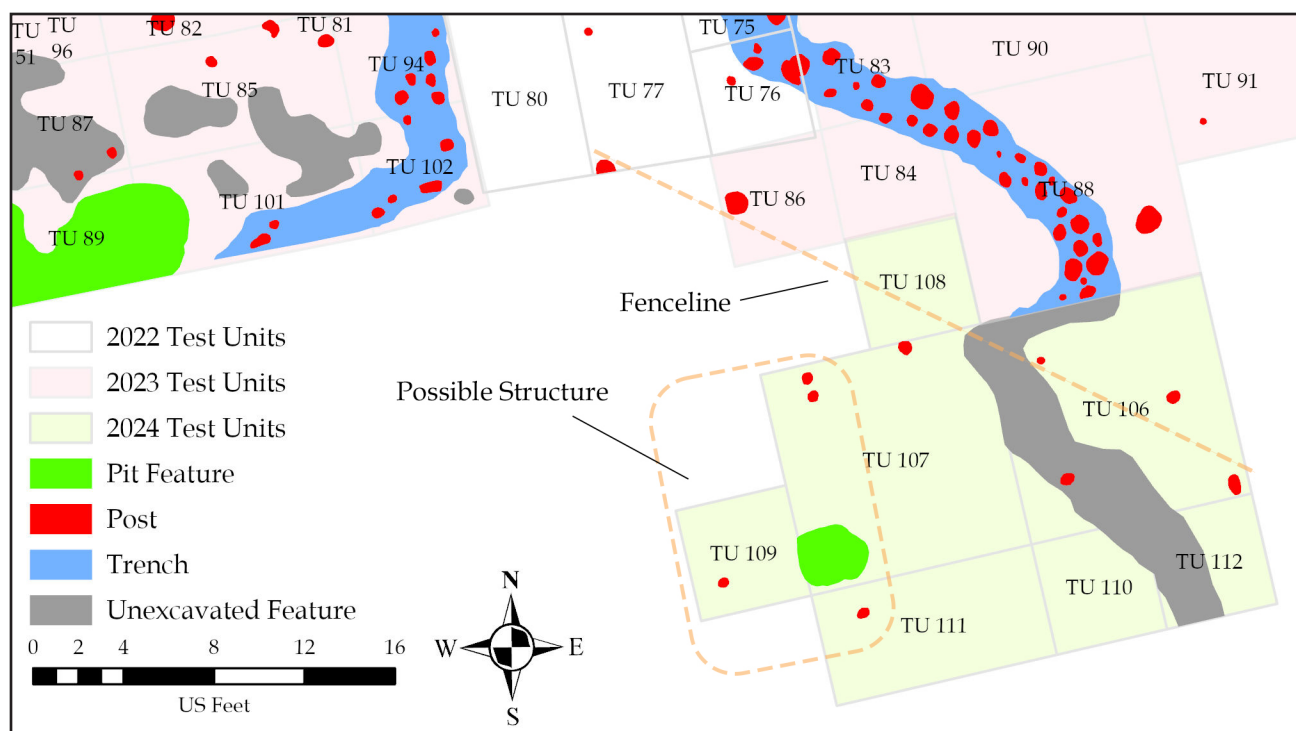 TU
51
TU
96
TU 82
TU 81
TU 75
TU 94
TU 83
TU 90
TU 91
TU 85
TU 80
TU 77
TU 76
TU 87
TU 102
TU 84
TU 88
TU 101
TU 86
TU 89
TU 108
Fenceline
2022 Test Units
2023 Test Units
2024 Test Units
Pit Feature
Post
Trench
Unexcavated Feature
Possible Structure
TU 106
TU 107
TU 109
TU 110
TU 112
TU 111
0 2 4 8 12 16
US Feet
N
W E
S